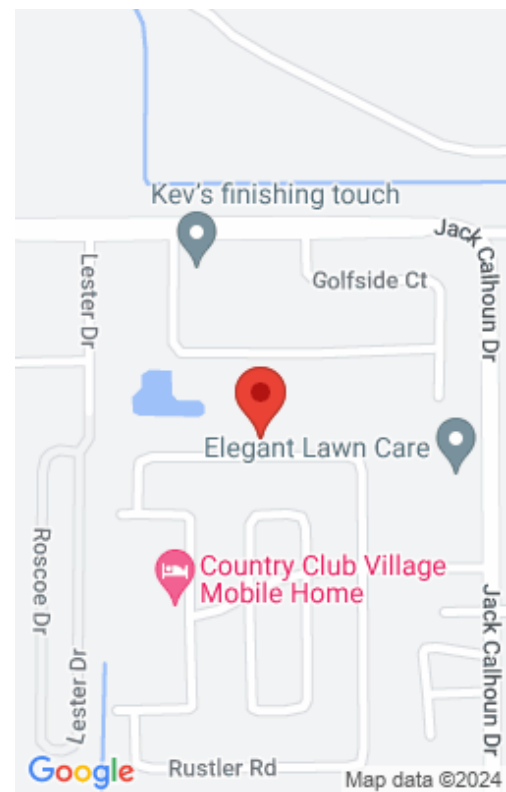 Kev's finishing touch
Jack Calhoun Dr
Lester Dr
Golfside Ct
Elegant Lawn Care
Roscoe Dr
Country Club Village
Mobile Home
Jack Calhoun Dr
Lester Dr
Google
Rustler Rd
Map data ©2024